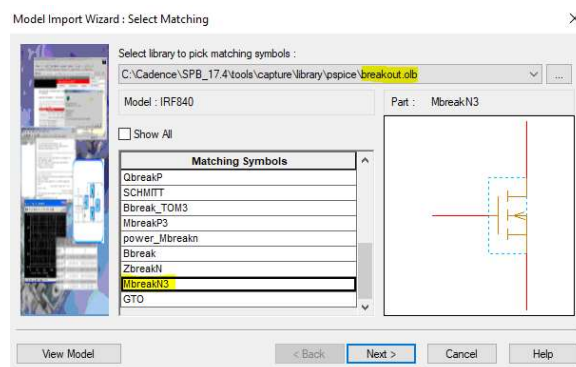 Model Import Wizard : Select Matching
Select library to pick matching symbols :
C:\Cadence\SPB_17.4\tools\capture\library\pspice\breakout.olb
...
Model : IRF840
Part : MbreakN3
Show All
Matching Symbols
QbreakP
SCHMITT
Bbreak_TOM3
MbreakP3
power_Mbreakn
Bbreak
ZbreakN
MbreakN3
GTO
View Model
< Back
Next >
Cancel
Help